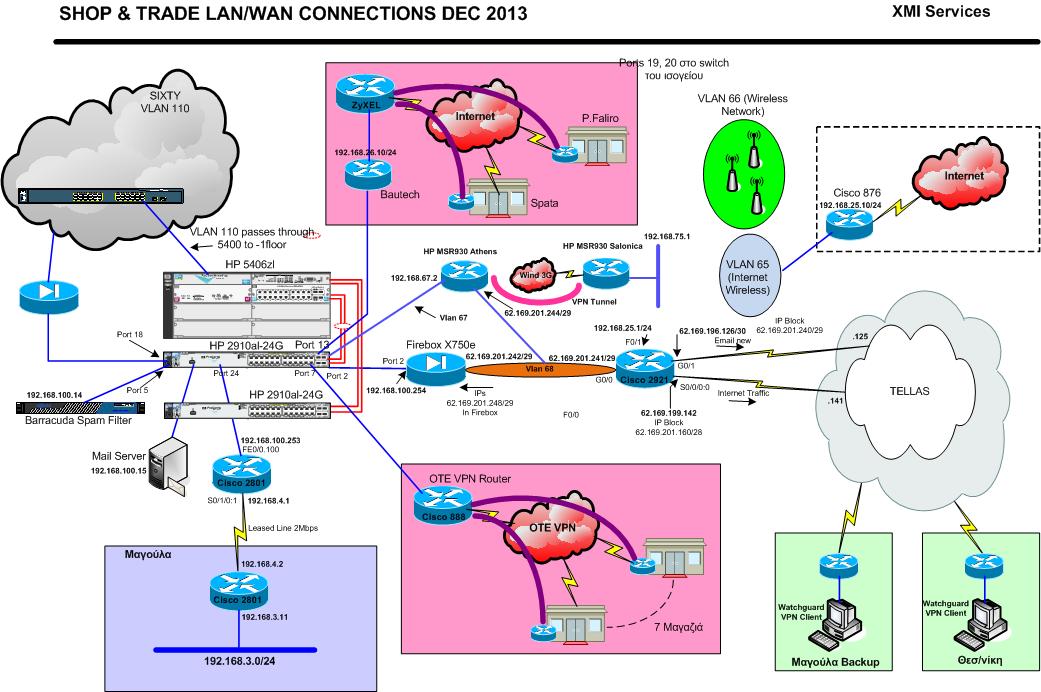 SHOP & TRADE LAN/WAN CONNECTIONS DEC 2013
XMI Services
SIXTY
VLAN 110
Ports 19, 20 στο switch
του ισογείου
ZyXEL
Internet
P.Faliro
192.168.26.10/24
Bautech
Spata
VLAN 66 (Wireless
Network)
Cisco 876
192.168.25.10/24
Internet
VLAN 65
(Internet
Wireless)
VLAN 110 passes through
5400 to -1floor
HP 5406zl
HP MSR930 Athens
192.168.67.2
Vlan 67
Wind 3G
HP MSR930 Salonica
192.168.75.1
VPN Tunnel
62.169.201.244/29
Port 18
HP 2910al-24G
Port 13
Port 5
Port 24
Port 7
Port 2
HP 2910al-24G
192.168.100.14
Barracuda Spam Filter
Firebox X750e
Port 2
192.168.100.254
62.169.201.242/29
IPs
62.169.201.248/29
In Firebox
Vlan 68
62.169.201.241/29
192.168.25.1/24
F0/1
G0/0
Cisco 2921
F0/0
62.169.196.126/30
Email new
G0/1
S0/0/0:0
Internet Traffic
62.169.199.142
IP Block
62.169.201.160/28
IP Block
62.169.201.240/29
.125
.141
TELLAS
Mail Server
192.168.100.15
192.168.100.253
FE0/0.100
Cisco 2801
S0/1/0:1
192.168.4.1
Leased Line 2Mbps
Μαγούλα
192.168.4.2
Cisco 2801
192.168.3.11
192.168.3.0/24
OTE VPN Router
Cisco 888
OTE VPN
7 Μαγαζιά
Watchguard
VPN Client
Μαγούλα Backup
Watchguard
VPN Client
Θεσ/νίκη